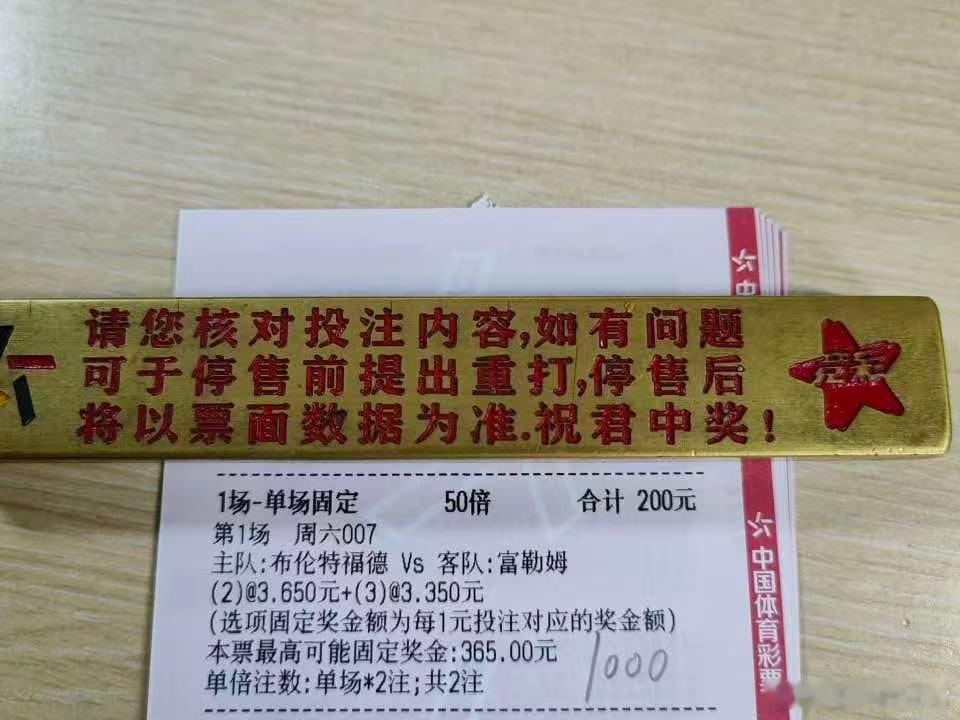 请您核对投注内容,如有问题
可于停售前提出重打,停售后
将以票面数据为准.祝君中奖!
1场-单场固定 50倍 合计 200元
第1场 周六007
主队:布伦特福德 Vs 客队:富勒姆
(2)@3.650元+(3)@3.350元
(选项固定奖金额为每1元投注对应的奖金额)
本票最高可能固定奖金:365.00元
单倍注数:单场*2注;共2注
1000
中
中国体育彩票